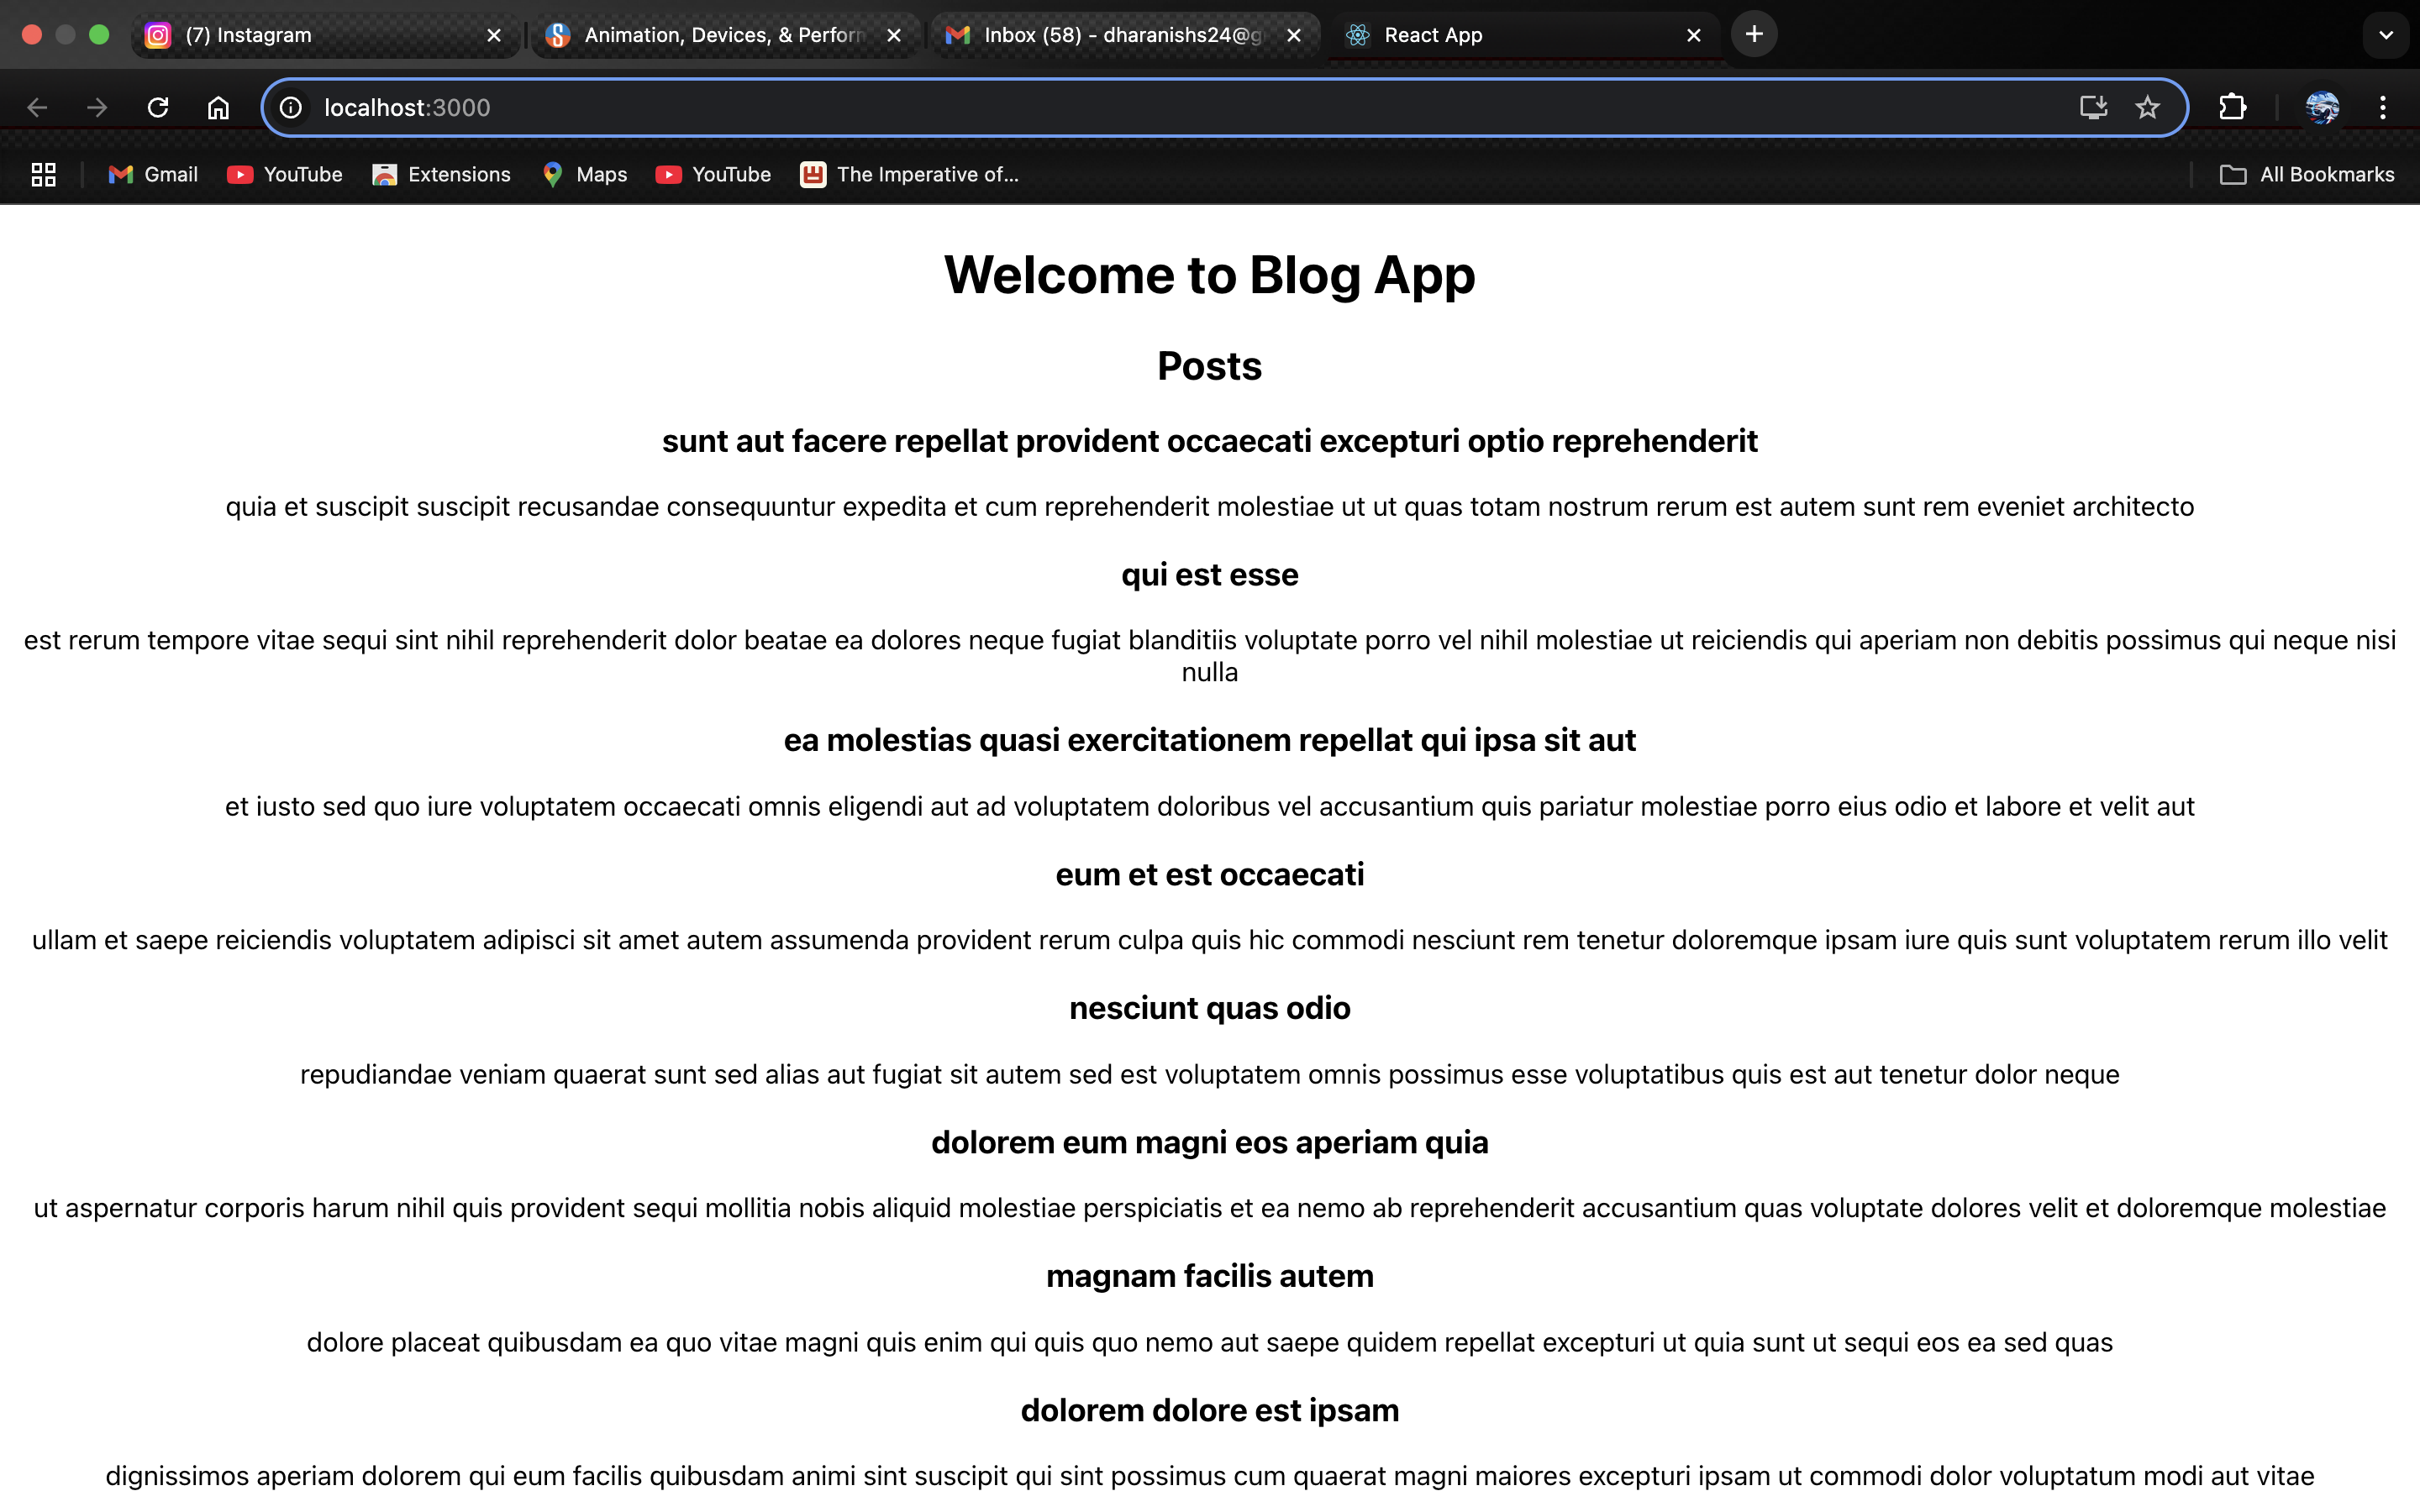 (7) Instagram
Animation, Devices, & Perforn
Inbox (58) - dharanishs24@g
React App
localhost:3000
Gmail
YouTube
Extensions
Maps
YouTube
The Imperative of...
All Bookmarks
Welcome to Blog App
Posts
sunt aut facere repellat provident occaecati excepturi optio reprehenderit
quia et suscipit suscipit recusandae consequuntur expedita et cum reprehenderit molestiae ut ut quas totam nostrum rerum est autem sunt rem eveniet architecto
qui est esse
est rerum tempore vitae sequi sint nihil reprehenderit dolor beatae ea dolores neque fugiat blanditiis voluptate porro vel nihil molestiae ut reiciendis qui aperiam non debitis possimus qui neque nisi
nulla
ea molestias quasi exercitationem repellat qui ipsa sit aut
et iusto sed quo iure voluptatem occaecati omnis eligendi aut ad voluptatem doloribus vel accusantium quis pariatur molestiae porro eius odio et labore et velit aut
eum et est occaecati
ullam et saepe reiciendis voluptatem adipisci sit amet autem assumenda provident rerum culpa quis hic commodi nesciunt rem tenetur doloremque ipsam iure quis sunt voluptatem rerum illo velit
nesciunt quas odio
repudiandae veniam quaerat sunt sed alias aut fugiat sit autem sed est voluptatem omnis possimus esse voluptatibus quis est aut tenetur dolor neque
dolorem eum magni eos aperiam quia
ut aspernatur corporis harum nihil quis provident sequi mollitia nobis aliquid molestiae perspiciatis et ea nemo ab reprehenderit accusantium quas voluptate dolores velit et doloremque molestiae
magnam facilis autem
dolore placeat quibusdam ea quo vitae magni quis enim qui quis quo nemo aut saepe quidem repellat excepturi ut quia sunt ut sequi eos ea sed quas
dolorem dolore est ipsam
dignissimos aperiam dolorem qui eum facilis quibusdam animi sint suscipit qui sint possimus cum quaerat magni maiores excepturi ipsam ut commodi dolor voluptatum modi aut vitae